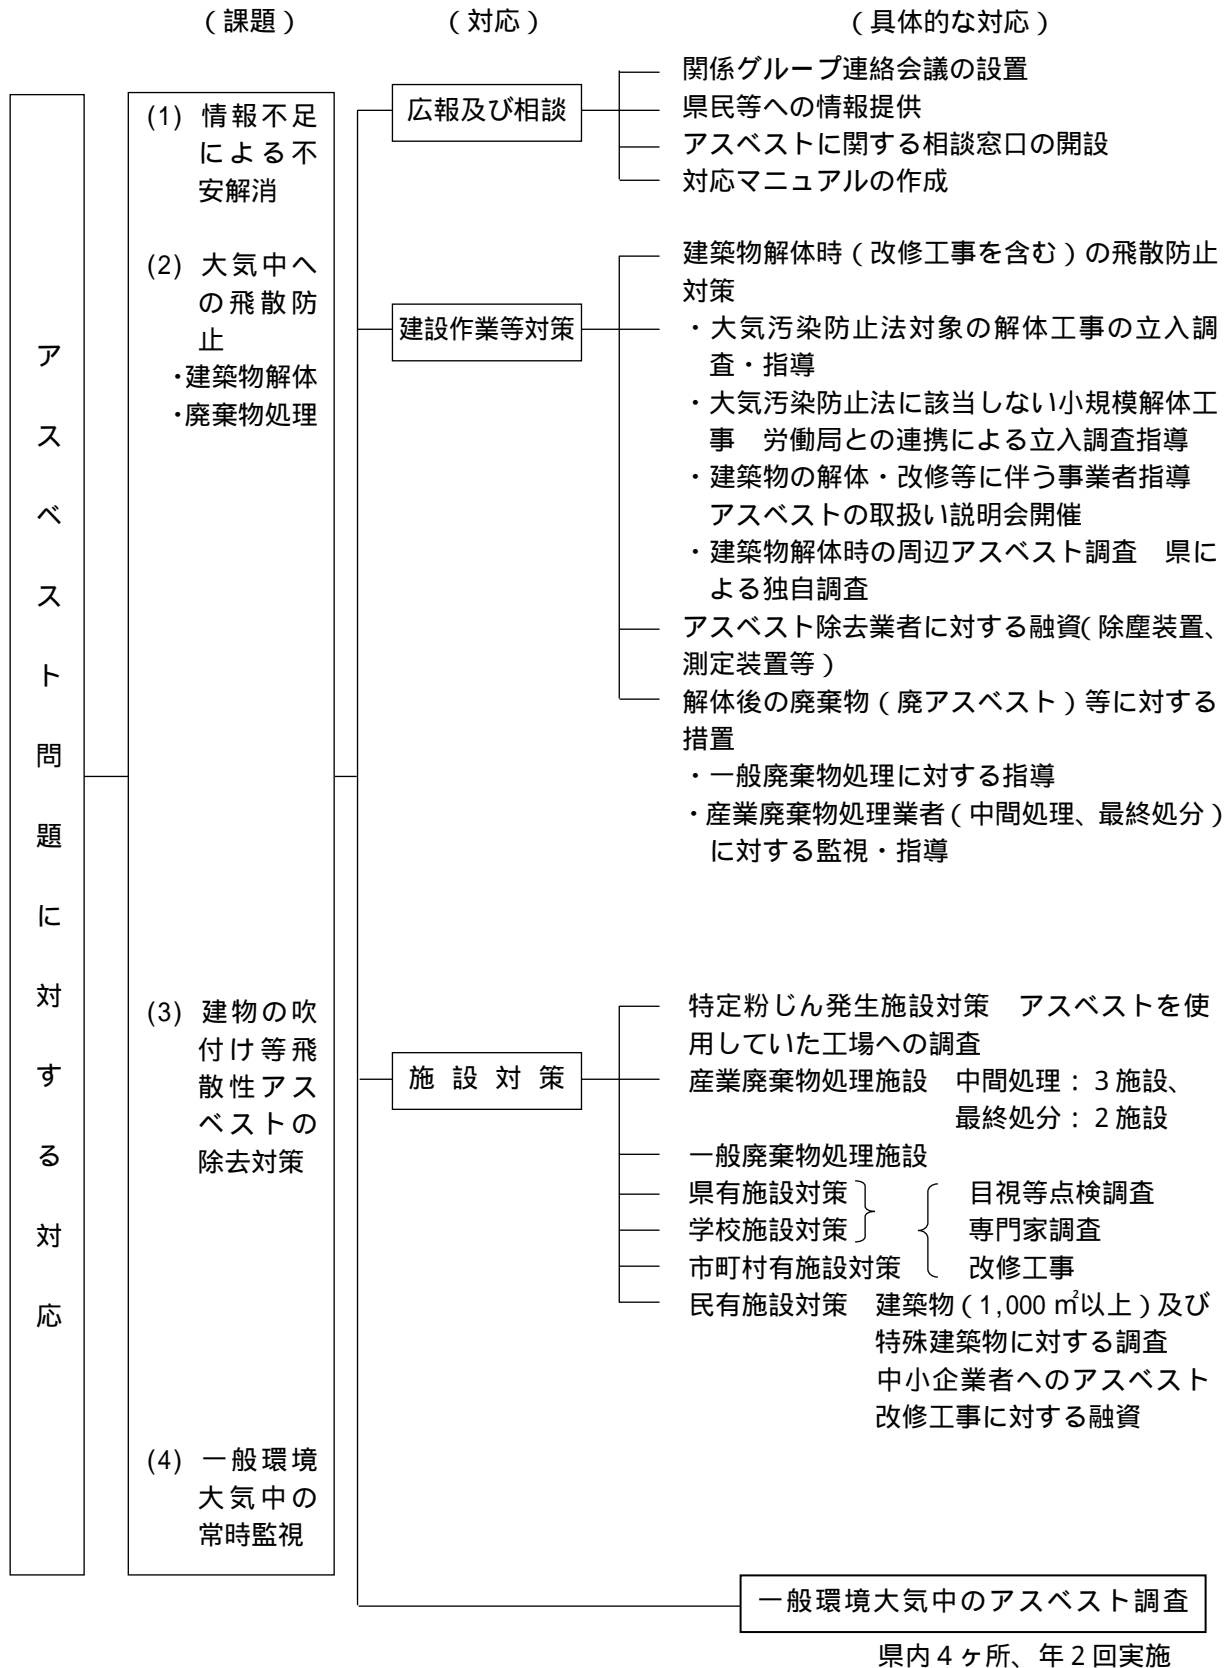 （課題）　（対応）　（具体的な対応）
アスベスト問題に対する対応
(1) 情報不足
による不
安解消
(2) 大気中へ
の飛散防
止
・建築物解体
・廃棄物処理
(3) 建物の吹
付け等飛
散性アス
ベストの
除去対策
(4) 一般環境
大気中の
常時監視
広報及び相談
関係グループ連絡会議の設置
県民等への情報提供
アスベストに関する相談窓口の開設
対応マニュアルの作成
建設作業等対策
建築物解体時（改修工事を含む）の飛散防止
対策
・大気汚染防止法対象の解体工事の立入調
査・指導
・大気汚染防止法に該当しない小規模解体工
事　労働局との連携による立入調査指導
・建築物の解体・改修等に伴う事業者指導
アスベストの取扱い説明会開催
・建築物解体時の周辺アスベスト調査　県に
よる独自調査
アスベスト除去業者に対する融資（除塵装置、
測定装置等）
解体後の廃棄物（廃アスベスト）等に対する
措置
・一般廃棄物処理に対する指導
・産業廃棄物処理業者（中間処理、最終処分）
に対する監視・指導
施設対策
特定粉じん発生施設対策　アスベストを使
用していた工場への調査
産業廃棄物処理施設　中間処理：３施設、
最終処分：２施設
一般廃棄物処理施設
県有施設対策　目視等点検調査
学校施設対策　専門家調査
市町村有施設対策　改修工事
民有施設対策　建築物（1,000 ㎡以上）及び
特殊建築物に対する調査
中小企業者へのアスベスト
改修工事に対する融資
一般環境大気中のアスベスト調査
県内４ヶ所、年２回実施